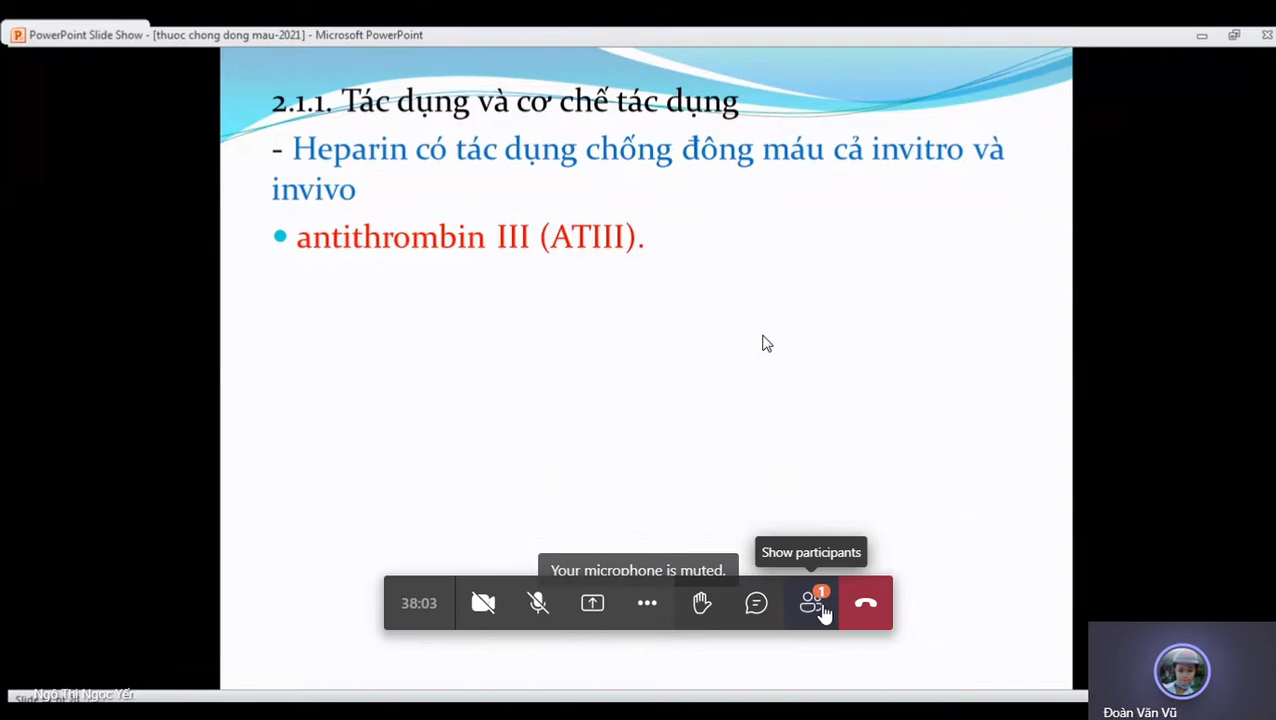 PowerPoint Slide Show - [thuoc chong dong mau-2021] - Microsoft PowerPoint
2.1.1. Tác dụng và cơ chế tác dụng
- Heparin có tác dụng chống đông máu cả invitro và
invivo
• antithrombin III (ATIII).
Show participants
Your microphone is muted.
38:03
1
Ngô Thị Ngọc Yến
Đoàn Văn Vũ